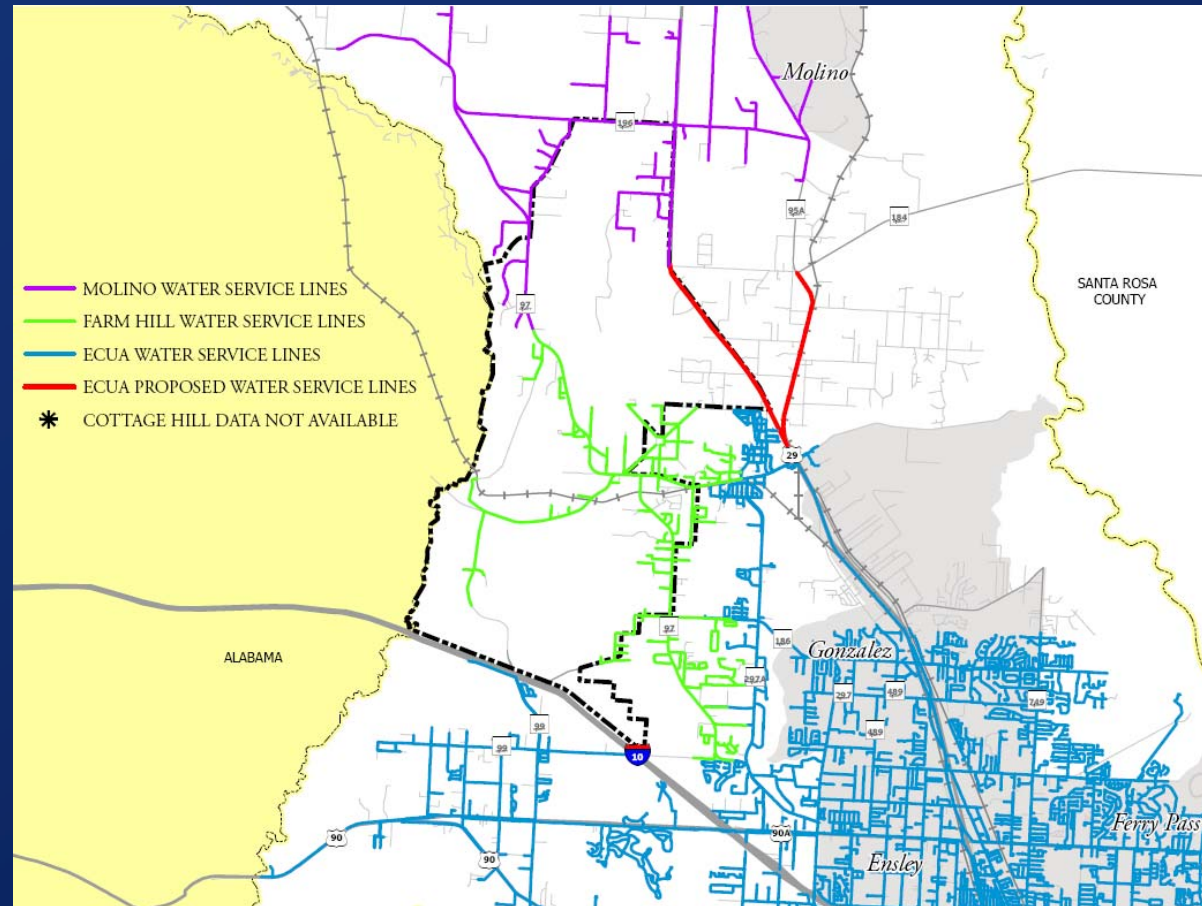 Molino
196
95A
184
SANTA ROSA
COUNTY
MOLINO WATER SERVICE LINES
97
FARM HILL WATER SERVICE LINES
ECUA WATER SERVICE LINES
ECUA PROPOSED WATER SERVICE LINES
COTTAGE HILL DATA NOT AVAILABLE
29
97
186
ALABAMA
Gonzalez
297A
297
489
749
99
489
99
10
90
90A
Ferry Pass
90
Ensley